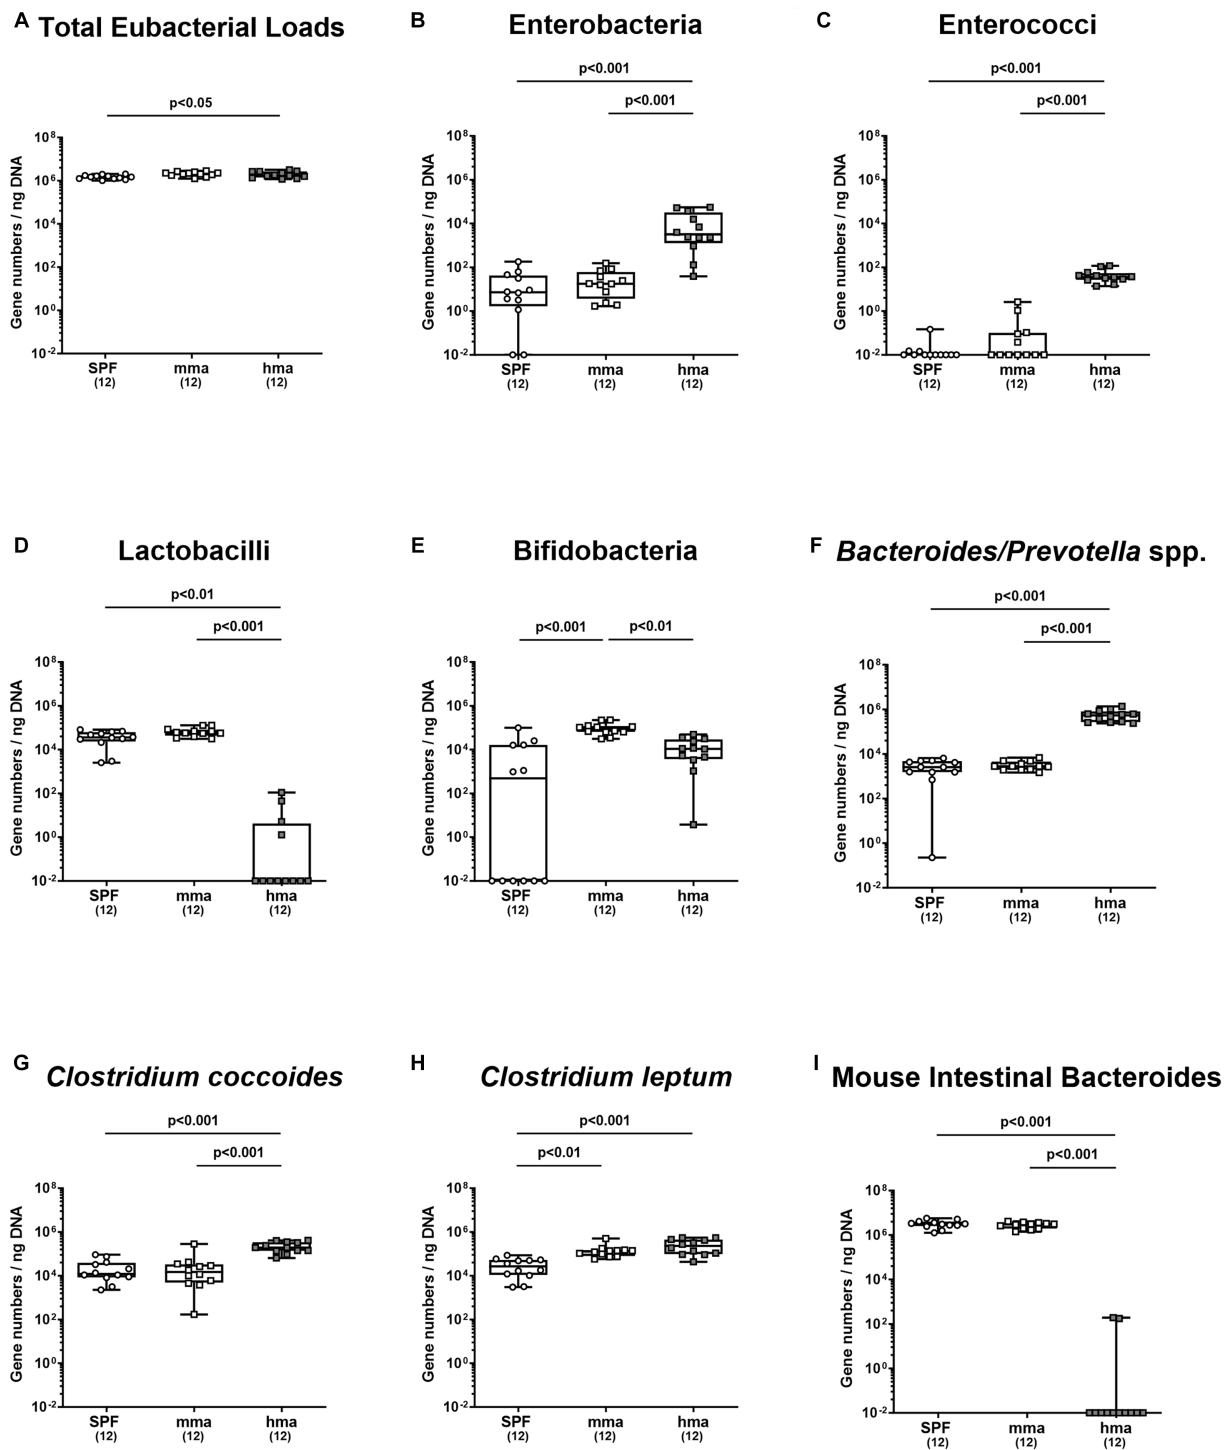 A Total Eubacterial Loads
p<0.05
Gene numbers / ng DNA
10^8
10^6
10^4
10^2
10^0
10^-2
SPF mma hma
(12) (12) (12)
B Enterobacteria
p<0.001
p<0.001
Gene numbers / ng DNA
10^8
10^6
10^4
10^2
10^0
10^-2
SPF mma hma
(12) (12) (12)
C Enterococci
p<0.001
p<0.001
Gene numbers / ng DNA
10^8
10^6
10^4
10^2
10^0
10^-2
SPF mma hma
(12) (12) (12)
D Lactobacilli
p<0.01
p<0.001
Gene numbers / ng DNA
10^8
10^6
10^4
10^2
10^0
10^-2
SPF mma hma
(12) (12) (12)
E Bifidobacteria
p<0.001 p<0.01
Gene numbers / ng DNA
10^8
10^6
10^4
10^2
10^0
10^-2
SPF mma hma
(12) (12) (12)
F Bacteroides/Prevotella spp.
p<0.001
p<0.001
Gene numbers / ng DNA
10^8
10^6
10^4
10^2
10^0
10^-2
SPF mma hma
(12) (12) (12)
G Clostridium coccoides
p<0.001
p<0.001
Gene numbers / ng DNA
10^8
10^6
10^4
10^2
10^0
10^-2
SPF mma hma
(12) (12) (12)
H Clostridium leptum
p<0.001
p<0.01
Gene numbers / ng DNA
10^8
10^6
10^4
10^2
10^0
10^-2
SPF mma hma
(12) (12) (12)
I Mouse Intestinal Bacteroides
p<0.001
p<0.001
Gene numbers / ng DNA
10^8
10^6
10^4
10^2
10^0
10^-2
SPF mma hma
(12) (12) (12)